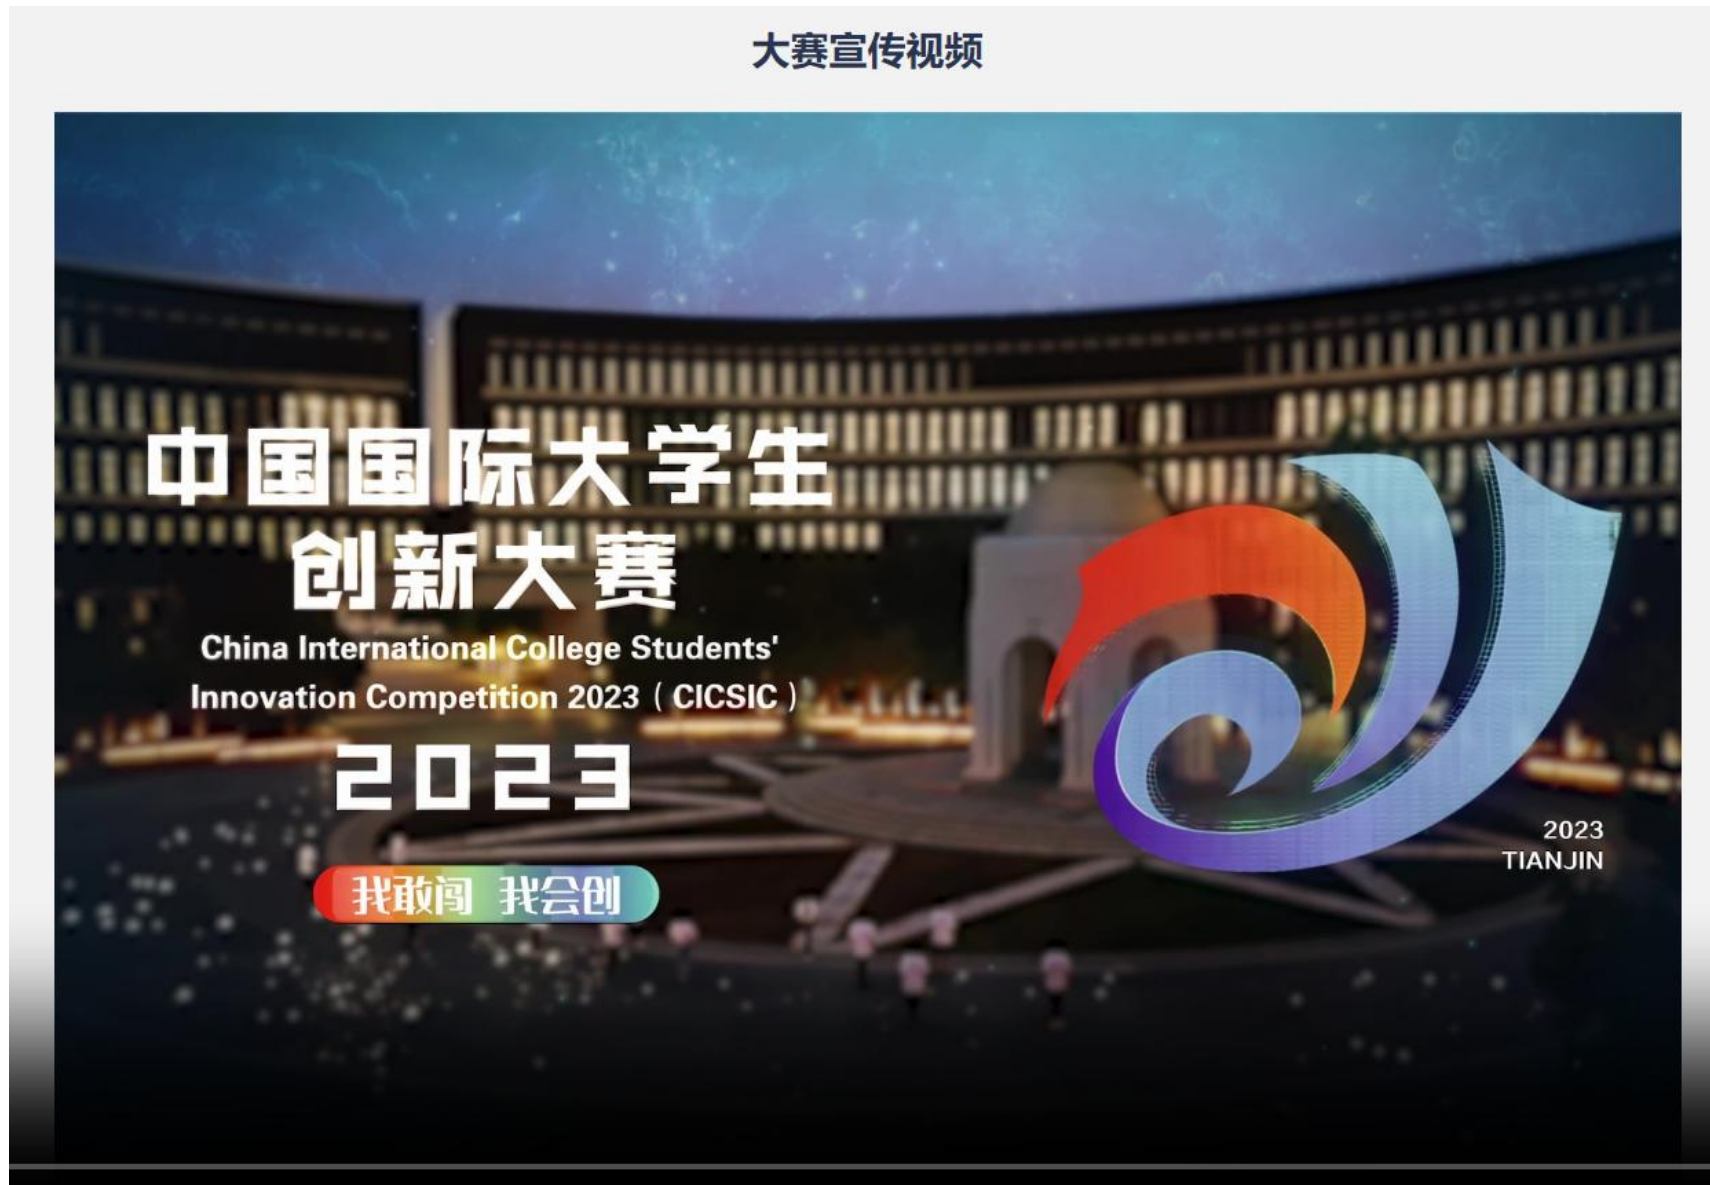 大赛宣传视频
中国国际大学生
创新大赛
China International College Students'
Innovation Competition 2023（CICSIC）
2023
我敢闯 我会创
2023
TIANJIN